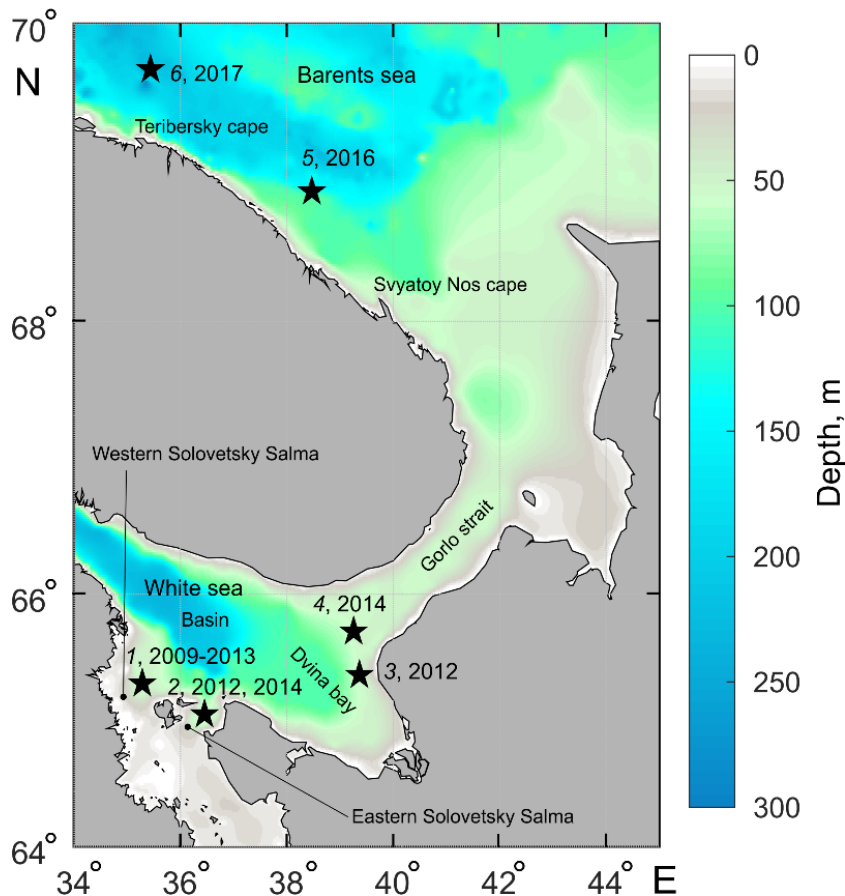 70°
N
Barents sea
6, 2017
Teribersky cape
5, 2016
Svyatoy Nos cape
68°
Western Solovetsky Salma
Gorlo strait
White sea
66°
4, 2014
Basin
1, 2009-2013
Dvina bay
3, 2012
2, 2012, 2014
Eastern Solovetsky Salma
64°
34°
36°
38°
40°
42°
44°
E
0
50
100
150
200
250
300
Depth, m